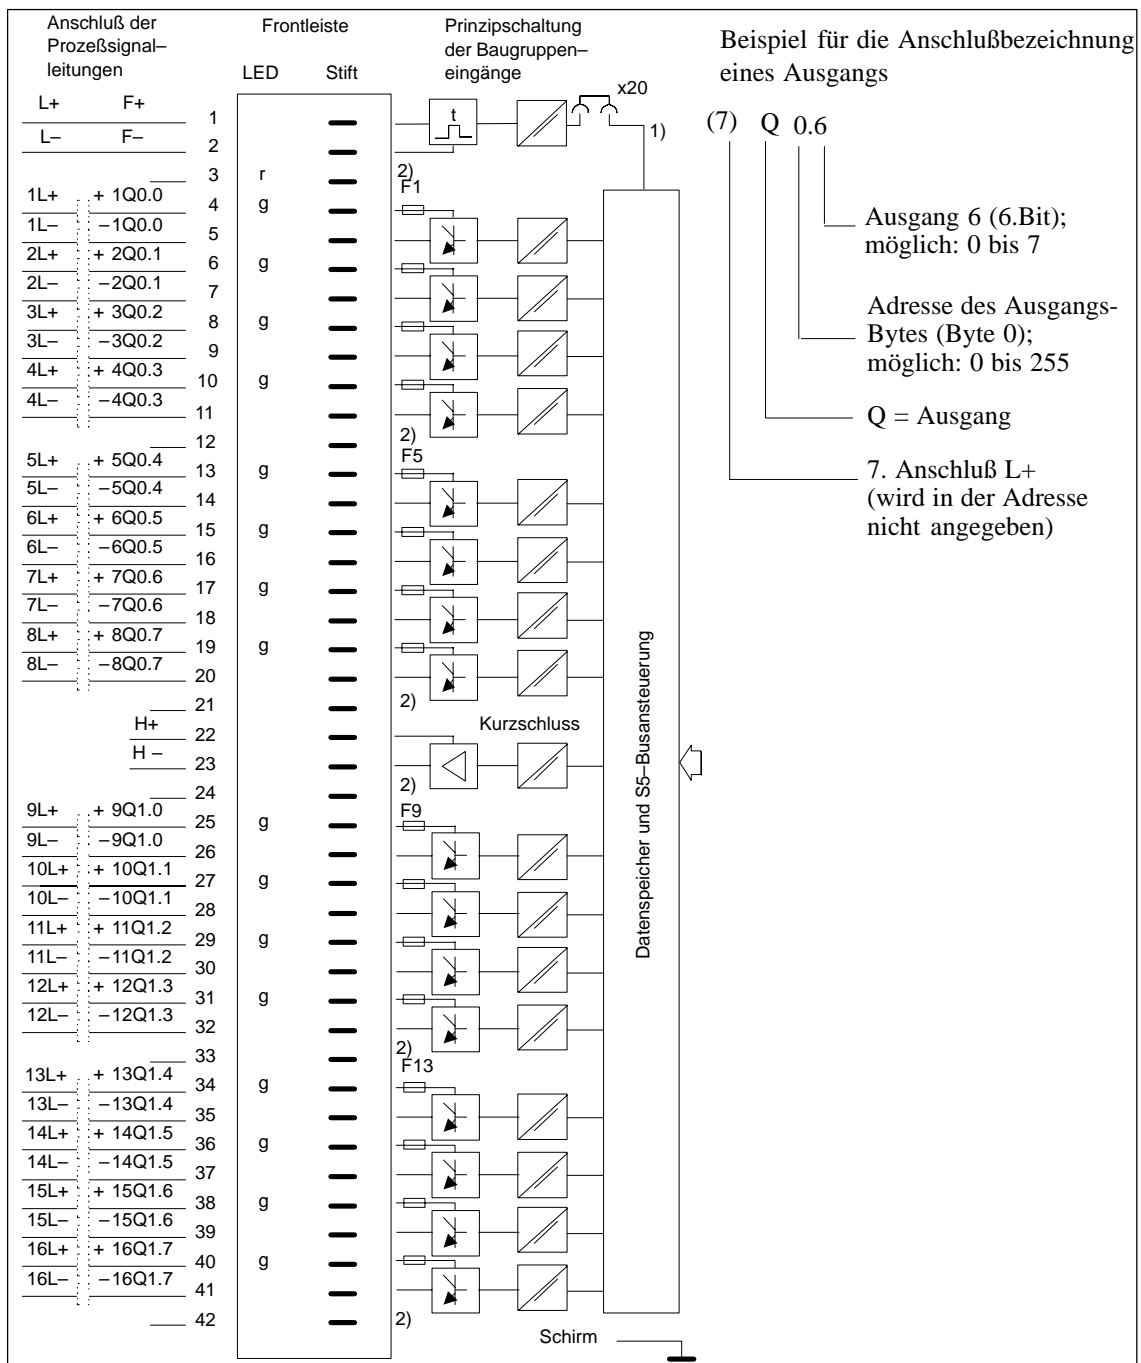 Anschluß der
Prozeßsignal–
leitungen
Frontleiste
LED Stift
Prinzipschaltung
der Baugruppen–
eingänge
Beispiel für die Anschlußbezeichnung
eines Ausgangs
(7) Q 0.6
Ausgang 6 (6.Bit);
möglich: 0 bis 7
Adresse des Ausgangs-
Bytes (Byte 0);
möglich: 0 bis 255
Q = Ausgang
7. Anschluß L+
(wird in der Adresse
nicht angegeben)
L+ F+ 1 t x20
1)
L– F– 2
3 r 2)
F1
1L+ + 1Q0.0 4 g
1L– –1Q0.0 5
2L+ + 2Q0.1 6 g
2L– –2Q0.1 7
3L+ + 3Q0.2 8 g
3L– –3Q0.2 9
4L+ + 4Q0.3 10 g
4L– –4Q0.3 11
12 2)
F5
5L+ + 5Q0.4 13 g
5L– –5Q0.4 14
6L+ + 6Q0.5 15 g
6L– –6Q0.5 16
7L+ + 7Q0.6 17 g
7L– –7Q0.6 18
8L+ + 8Q0.7 19 g
8L– –8Q0.7 20
21 2)
H+ 22 Kurzschluss
H – 23
24 2)
F9
9L+ + 9Q1.0 25 g
9L– –9Q1.0 26
10L+ + 10Q1.1 27 g
10L– –10Q1.1 28
11L+ + 11Q1.2 29 g
11L– –11Q1.2 30
12L+ + 12Q1.3 31 g
12L– –12Q1.3 32
33 2)
F13
13L+ + 13Q1.4 34 g
13L– –13Q1.4 35
14L+ + 14Q1.5 36 g
14L– –14Q1.5 37
15L+ + 15Q1.6 38 g
15L– –15Q1.6 39
16L+ + 16Q1.7 40 g
16L– –16Q1.7 41
42 2)
Datenspeicher und S5–Busansteuerung
Schirm